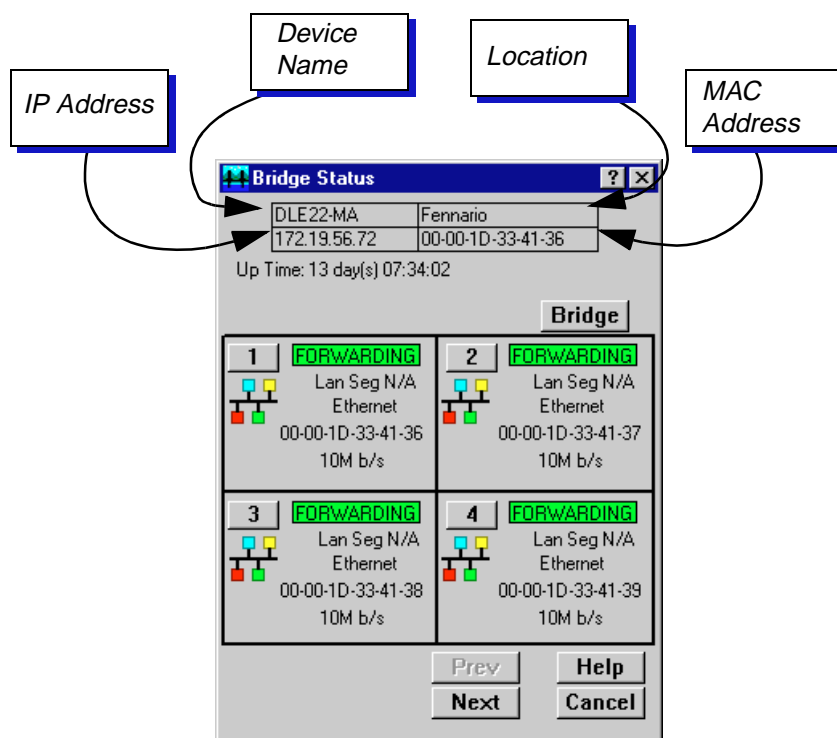 Device
Name
Location
IP Address
MAC
Address
Bridge Status
? ×
DLE22-MA Fennario
172.19.56.72 00-00-1D-33-41-36
Up Time: 13 day(s) 07:34:02
Bridge
1 FORWARDING
Lan Seg N/A
Ethernet
00-00-1D-33-41-36
10M b/s
2 FORWARDING
Lan Seg N/A
Ethernet
00-00-1D-33-41-37
10M b/s
3 FORWARDING
Lan Seg N/A
Ethernet
00-00-1D-33-41-38
10M b/s
4 FORWARDING
Lan Seg N/A
Ethernet
00-00-1D-33-41-39
10M b/s
Prev Help
Next Cancel